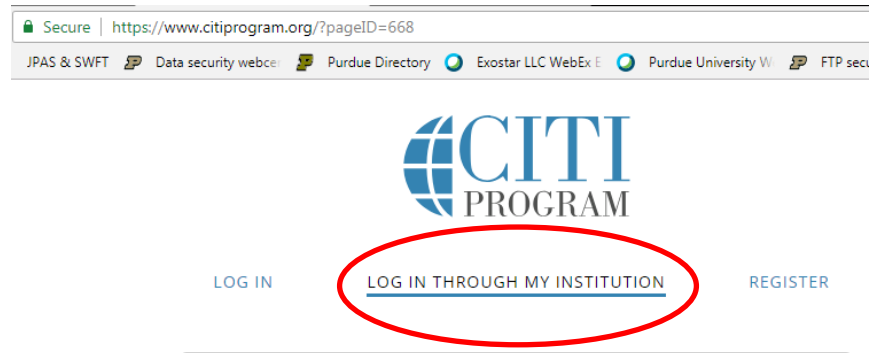 Secure | https://www.citiprogram.org/?pageID=668
JPAS & SWFT Data security webcer Purdue Directory Exostar LLC WebEx E Purdue University W FTP secu
CITI
PROGRAM
LOG IN LOG IN THROUGH MY INSTITUTION REGISTER